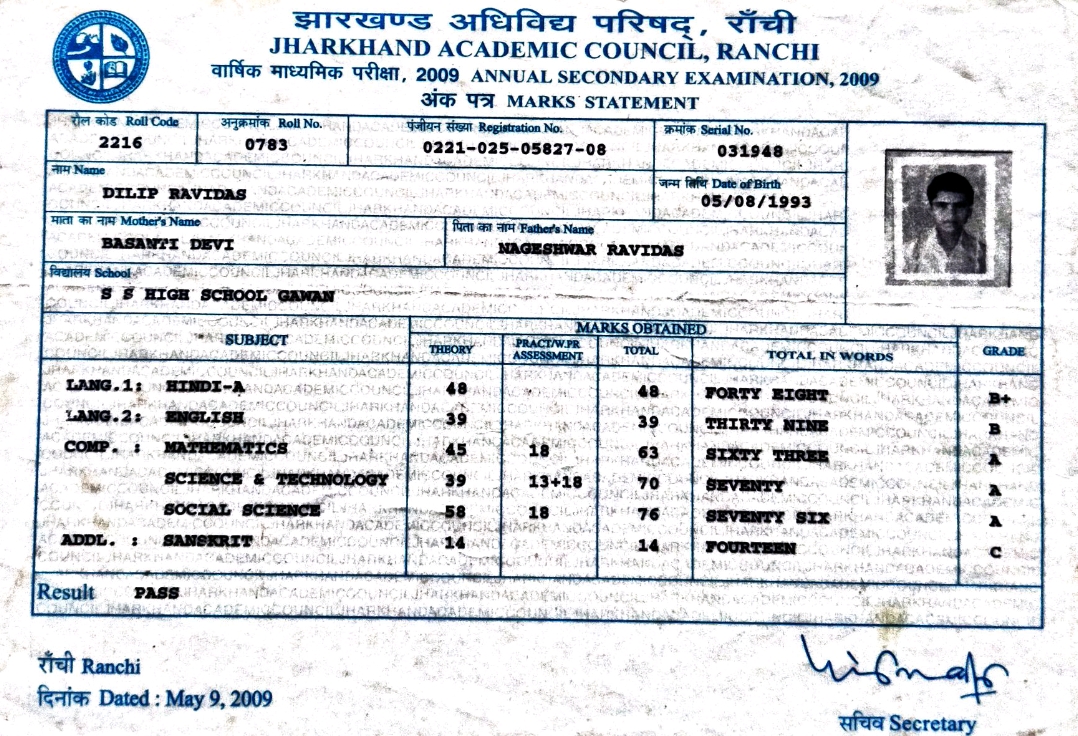 झारखण्ड अधिविद्य परिषद्, राँची
JHARKHAND ACADEMIC COUNCIL, RANCHI
वार्षिक माध्यमिक परीक्षा, 2009 ANNUAL SECONDARY EXAMINATION, 2009
अंक पत्र MARKS STATEMENT
रोल कोड Roll Code अनुक्रमांक Roll No. पंजीयन संख्या Registration No. क्रमांक Serial No.
2216 0783 0221-025-05827-08 031948
नाम Name जन्म तिथि Date of Birth
DILIP RAVIDAS 05/08/1993
माता का नाम Mother's Name पिता का नाम Father's Name
BASANTI DEVI NAGESHWAR RAVIDAS
विद्यालय School
S S HIGH SCHOOL GAWAN
SUBJECT MARKS OBTAINED GRADE
THEORY PRACT/W.PR ASSESSMENT TOTAL TOTAL IN WORDS
LANG.1: HINDI-A 48 48 FORTY EIGHT B+
LANG.2: ENGLISH 39 39 THIRTY NINE B
COMP. : MATHEMATICS 45 18 63 SIXTY THREE A
SCIENCE & TECHNOLOGY 39 13+18 70 SEVENTY A
SOCIAL SCIENCE 58 18 76 SEVENTY SIX A
ADDL. : SANSKRIT 14 14 FOURTEEN C
Result PASS
राँची Ranchi
दिनांक Dated : May 9, 2009
सचिव Secretary